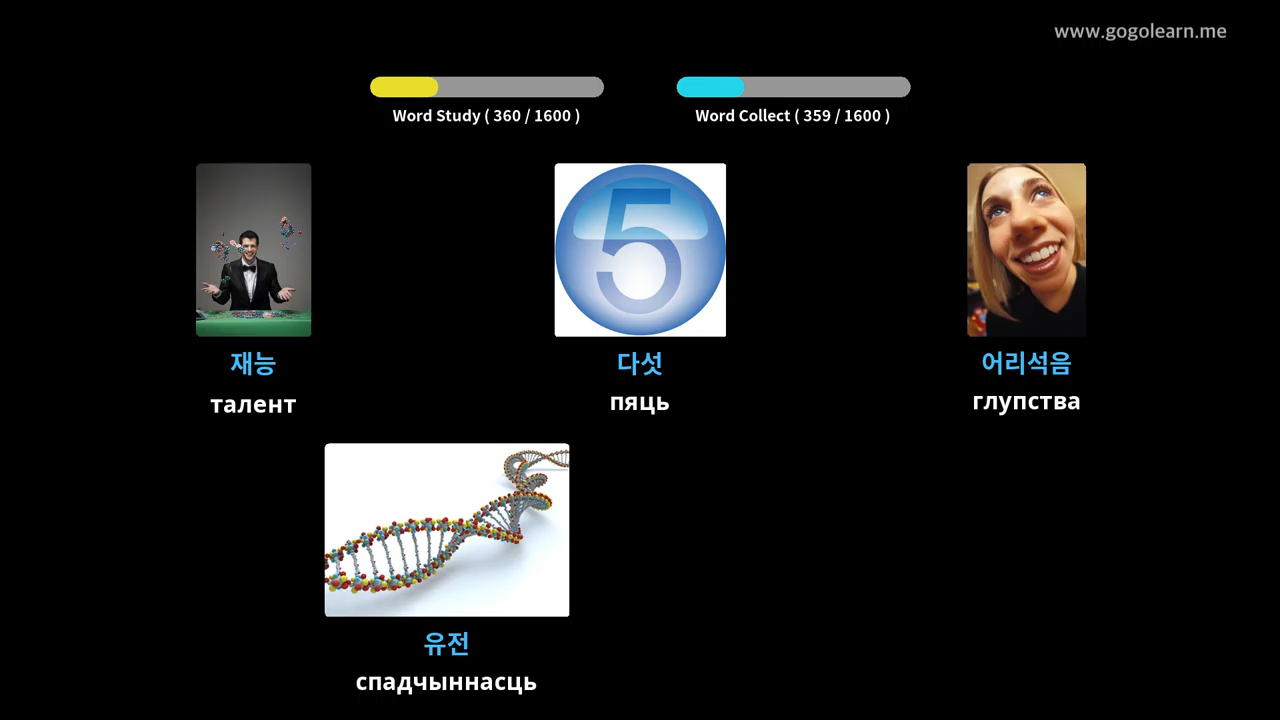 www.gogolearn.me
Word Study ( 360 / 1600 )
Word Collect ( 359 / 1600 )
5
재능
талент
다섯
пяць
어리석음
глупства
유전
спадчыннасць